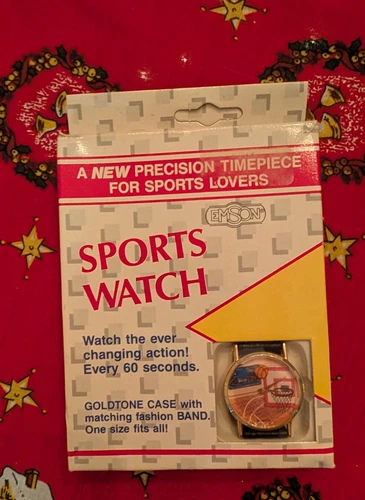 A NEW PRECISION TIMEPIECE
FOR SPORTS LOVERS
EMSON
SPORTS
WATCH
Watch the ever
changing action!
Every 60 seconds.
GOLDTONE CASE with
matching fashion BAND.
One size fits all!